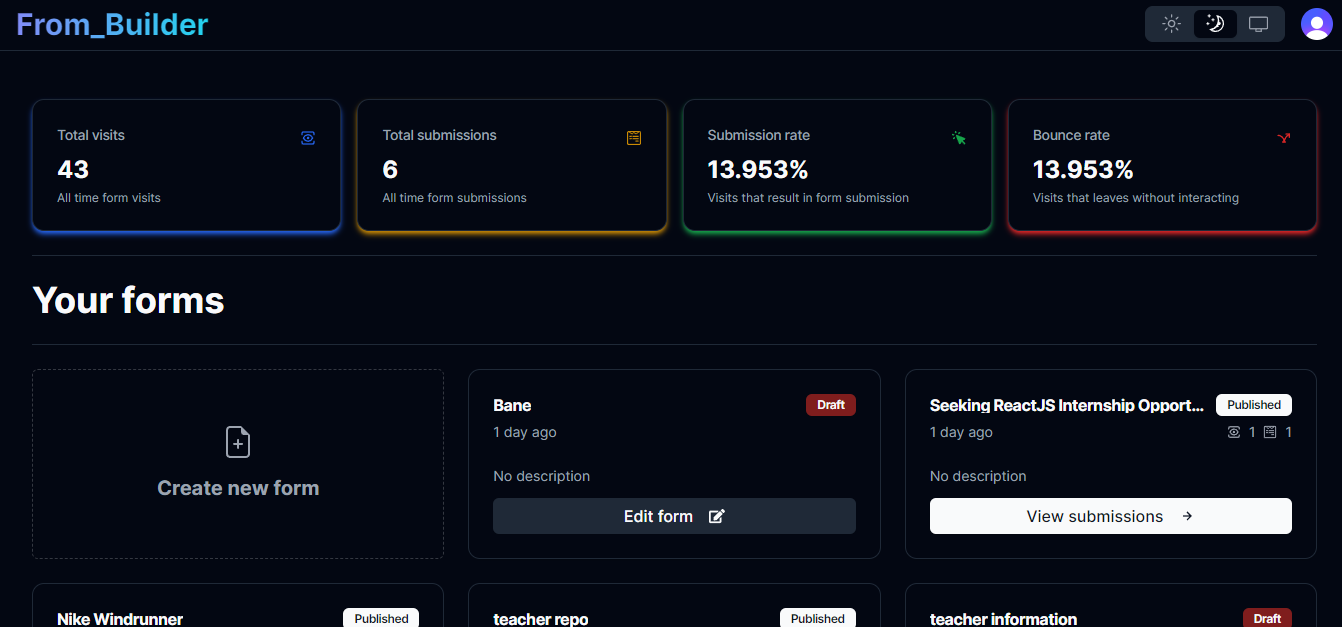 From_Builder
Total visits
43
All time form visits
Total submissions
6
All time form submissions
Submission rate
13.953%
Visits that result in form submission
Bounce rate
13.953%
Visits that leaves without interacting
Your forms
Create new form
Bane
Draft
1 day ago
No description
Edit form
Seeking ReactJS Internship Opport...
Published
1 day ago
1
1
No description
View submissions
Nike Windrunner
Published
teacher repo
Published
teacher information
Draft